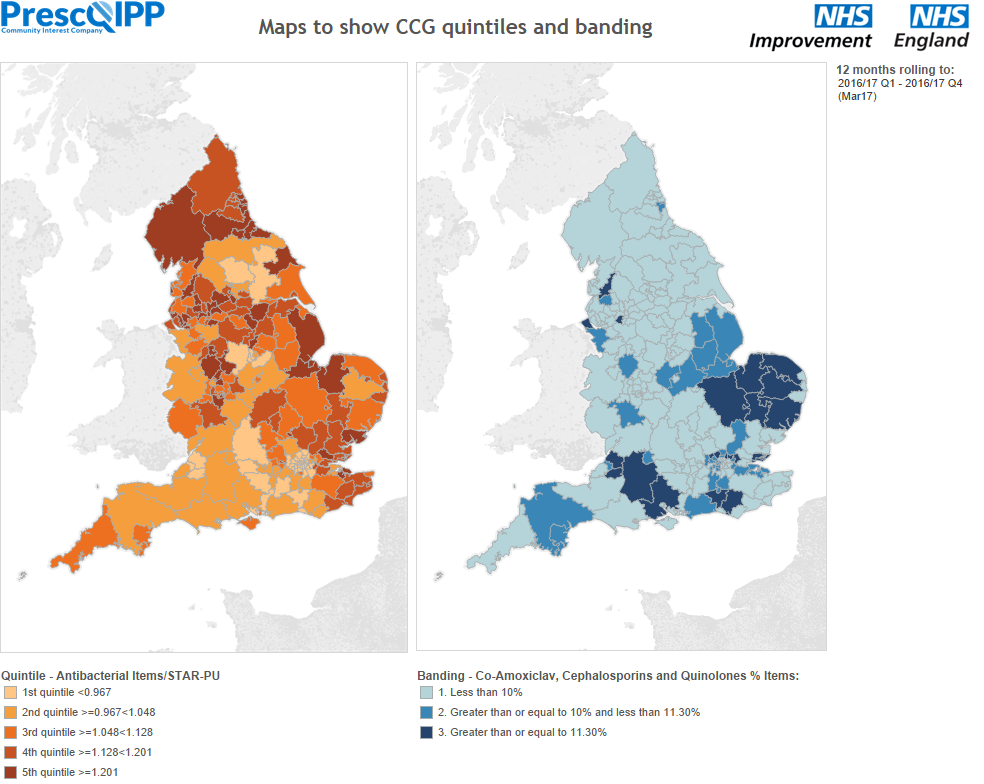 PrescQIPP
Community Interest Company
Maps to show CCG quintiles and banding
NHS
Improvement
NHS
England
12 months rolling to:
2016/17 Q1 - 2016/17 Q4
(Mar17)
Quintile - Antibacterial Items/STAR-PU
1st quintile <0.967
2nd quintile >=0.967<1.048
3rd quintile >=1.048<1.128
4th quintile >=1.128<1.201
5th quintile >=1.201
Banding - Co-Amoxiclav, Cephalosporins and Quinolones % Items:
1. Less than 10%
2. Greater than or equal to 10% and less than 11.30%
3. Greater than or equal to 11.30%